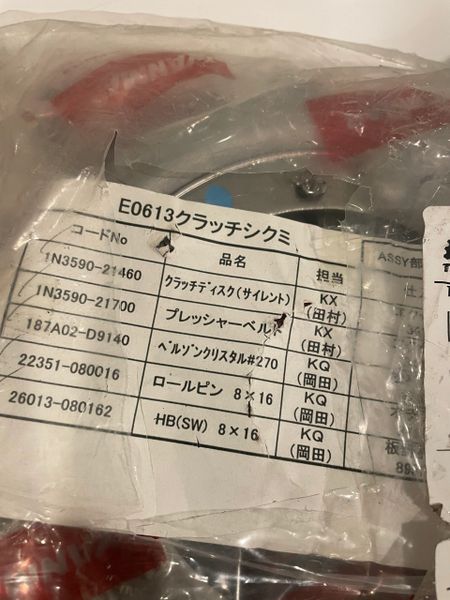 E0613クラッチシクミ
コードNo 品名 担当 ASSY部
1N3590-21460 クラッチディスク(サイレント) KX (田村)
1N3590-21700 プレッシャーベルト KX (田村)
187A02-D9140 ベルゾンクリスタル#270 KQ (岡田)
22351-080016 ロールピン 8×16 KQ (岡田)
26013-080162 HB(SW) 8×16 KQ (岡田)